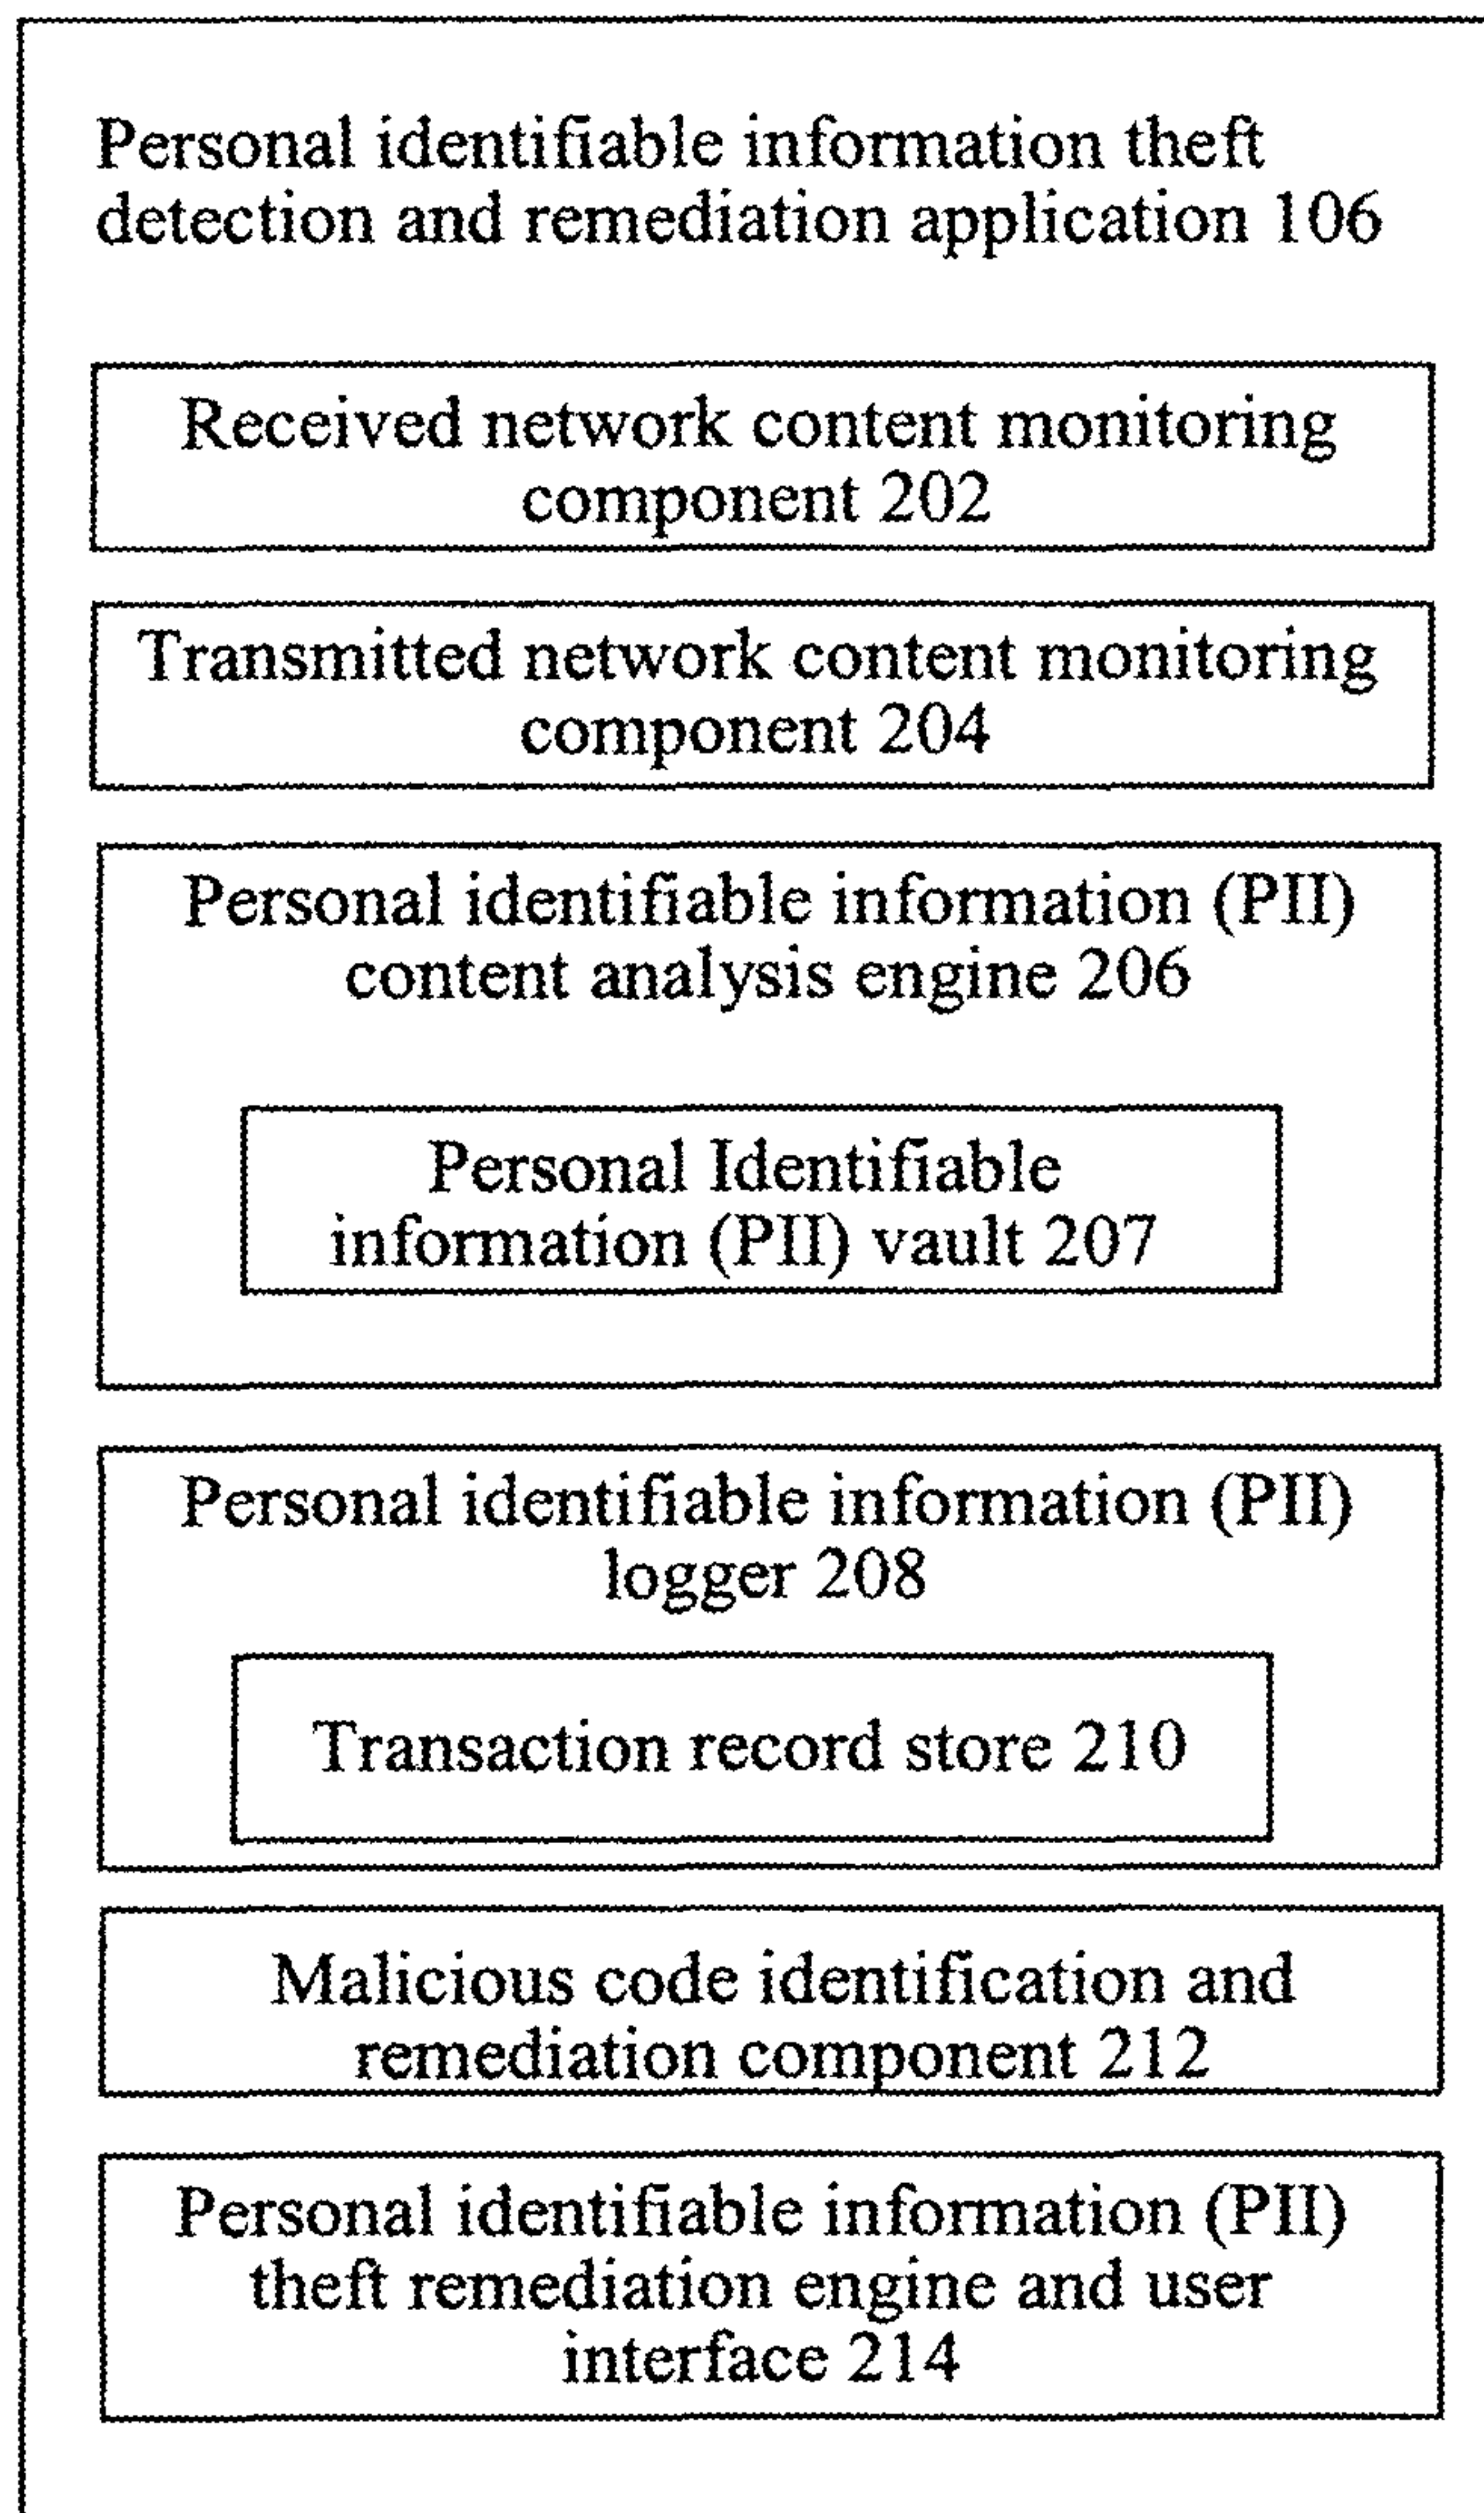 Personal identifiable information theft
detection and remediation application 106
Received network content monitoring
component 202
Transmitted network content monitoring
component 204
Personal identifiable information (PII)
content analysis engine 206
Personal Identifiable
information (PII) vault 207
Personal identifiable information (PII)
logger 208
Transaction record store 210
Malicious code identification and
remediation component 212
Personal identifiable information (PII)
theft remediation engine and user
interface 214